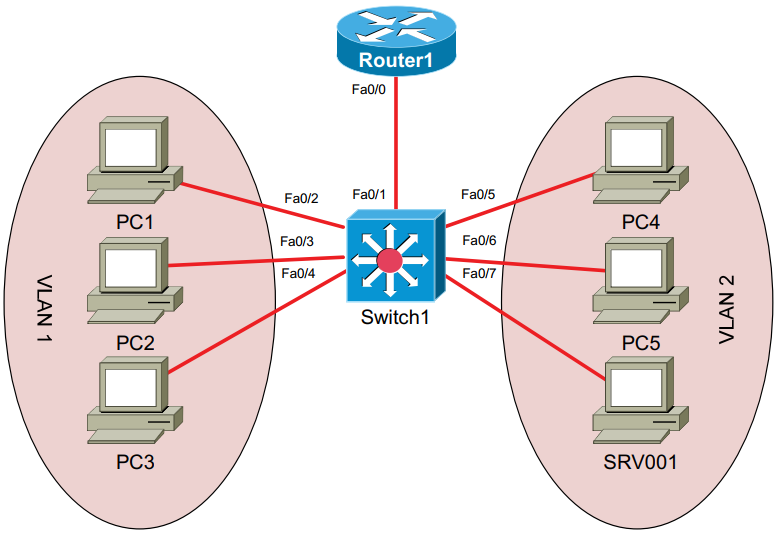 Router1
Fa0/0
Fa0/1
Fa0/2
Fa0/3
Fa0/4
Fa0/5
Fa0/6
Fa0/7
Switch1
VLAN 1
PC1
PC2
PC3
VLAN 2
PC4
PC5
SRV001